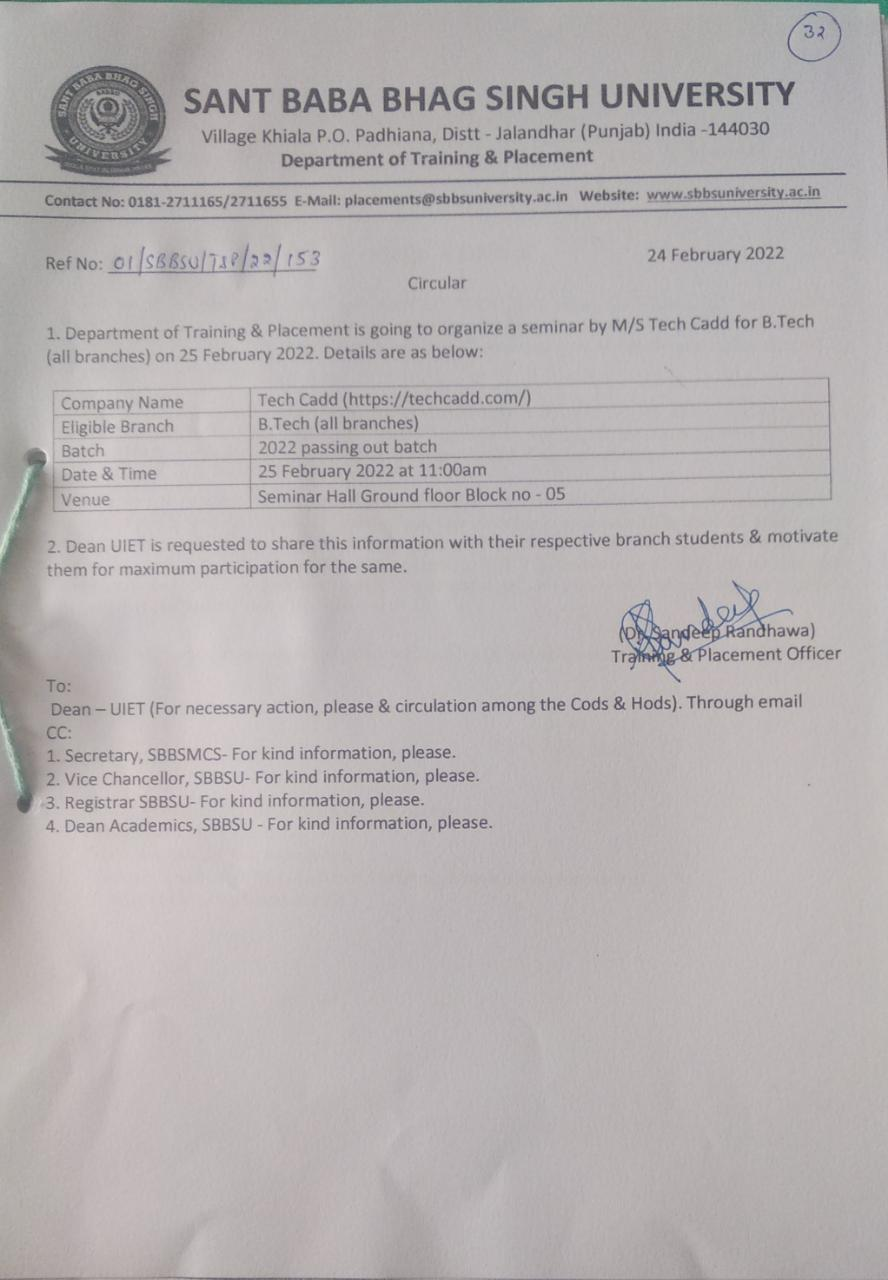 32
SANT BABA BHAG SINGH UNIVERSITY
SANT BABA BHAG SINGH
UNIVERSITY
Village Khiala P.O. Padhiana, Distt - Jalandhar (Punjab) India -144030
Department of Training & Placement
Contact No: 0181-2711165/2711655 E-Mail: placements@sbbsuniversity.ac.in Website: www.sbbsuniversity.ac.in
Ref No: 01/SBBSU/T&P/22/153
24 February 2022
Circular
1. Department of Training & Placement is going to organize a seminar by M/S Tech Cadd for B.Tech
(all branches) on 25 February 2022. Details are as below:
Company Name Tech Cadd (https://techcadd.com/)
Eligible Branch B.Tech (all branches)
Batch 2022 passing out batch
Date & Time 25 February 2022 at 11:00am
Venue Seminar Hall Ground floor Block no - 05
2. Dean UIET is requested to share this information with their respective branch students & motivate
them for maximum participation for the same.
Sandeep
(Dr Sandeep Randhawa)
Training & Placement Officer
To:
Dean – UIET (For necessary action, please & circulation among the Cods & Hods). Through email
CC:
1. Secretary, SBBSMCS- For kind information, please.
2. Vice Chancellor, SBBSU- For kind information, please.
3. Registrar SBBSU- For kind information, please.
4. Dean Academics, SBBSU - For kind information, please.